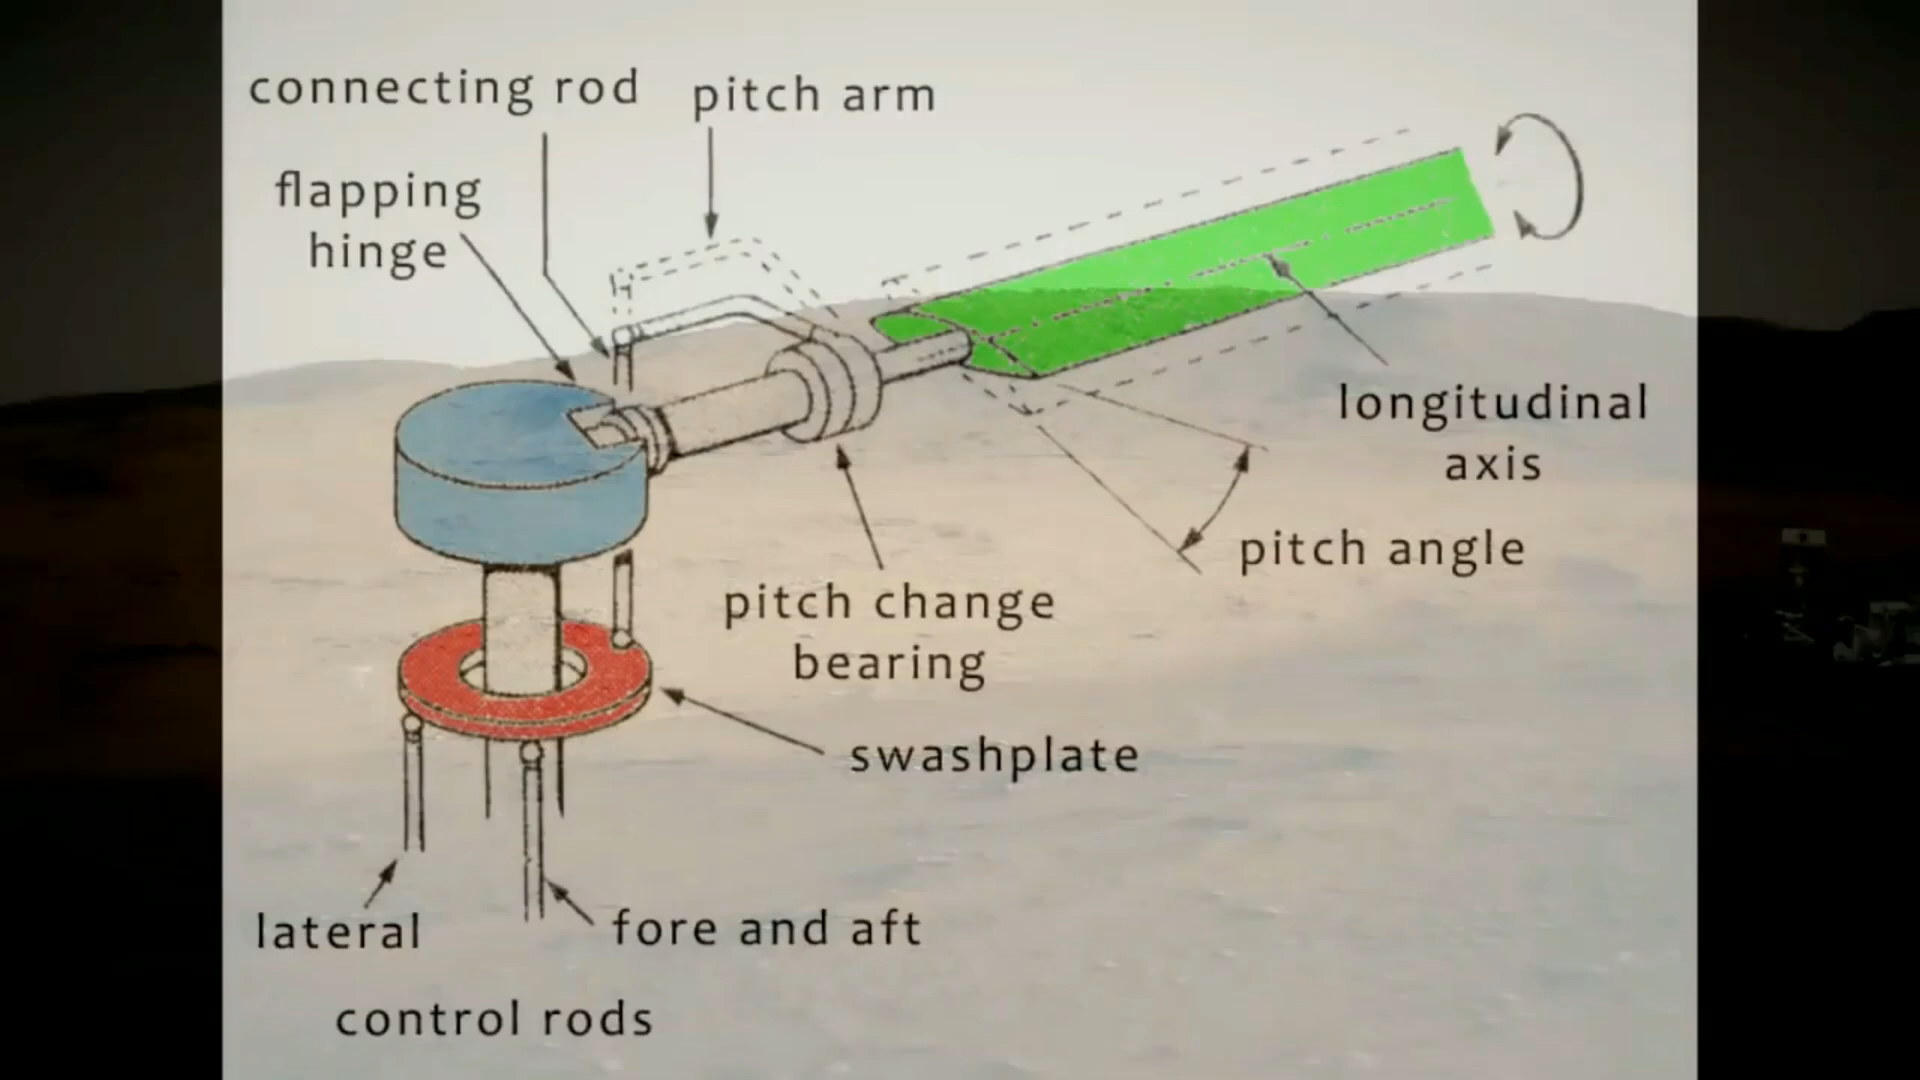 connecting rod
pitch arm
flapping
hinge
longitudinal
axis
pitch angle
pitch change
bearing
swashplate
lateral
fore and aft
control rods